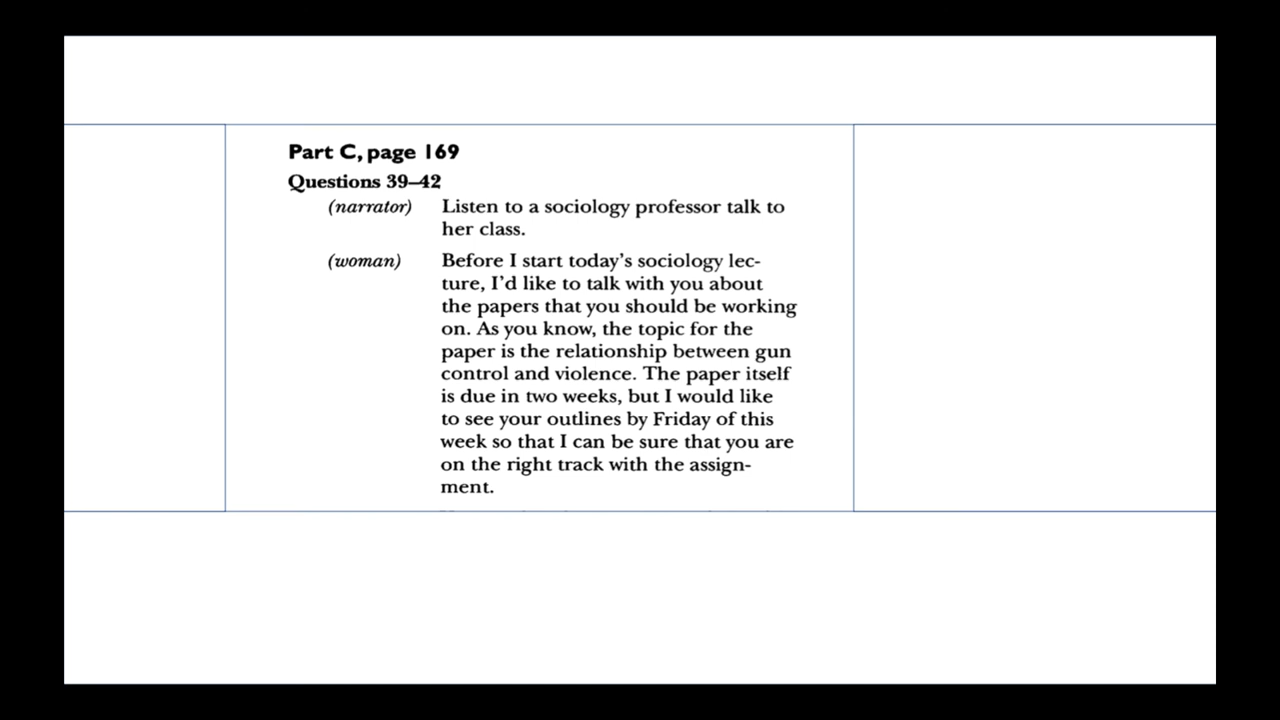 Part C, page 169
Questions 39–42
(narrator) Listen to a sociology professor talk to
her class.
(woman) Before I start today's sociology lec-
ture, I'd like to talk with you about
the papers that you should be working
on. As you know, the topic for the
paper is the relationship between gun
control and violence. The paper itself
is due in two weeks, but I would like
to see your outlines by Friday of this
week so that I can be sure that you are
on the right track with the assign-
ment.